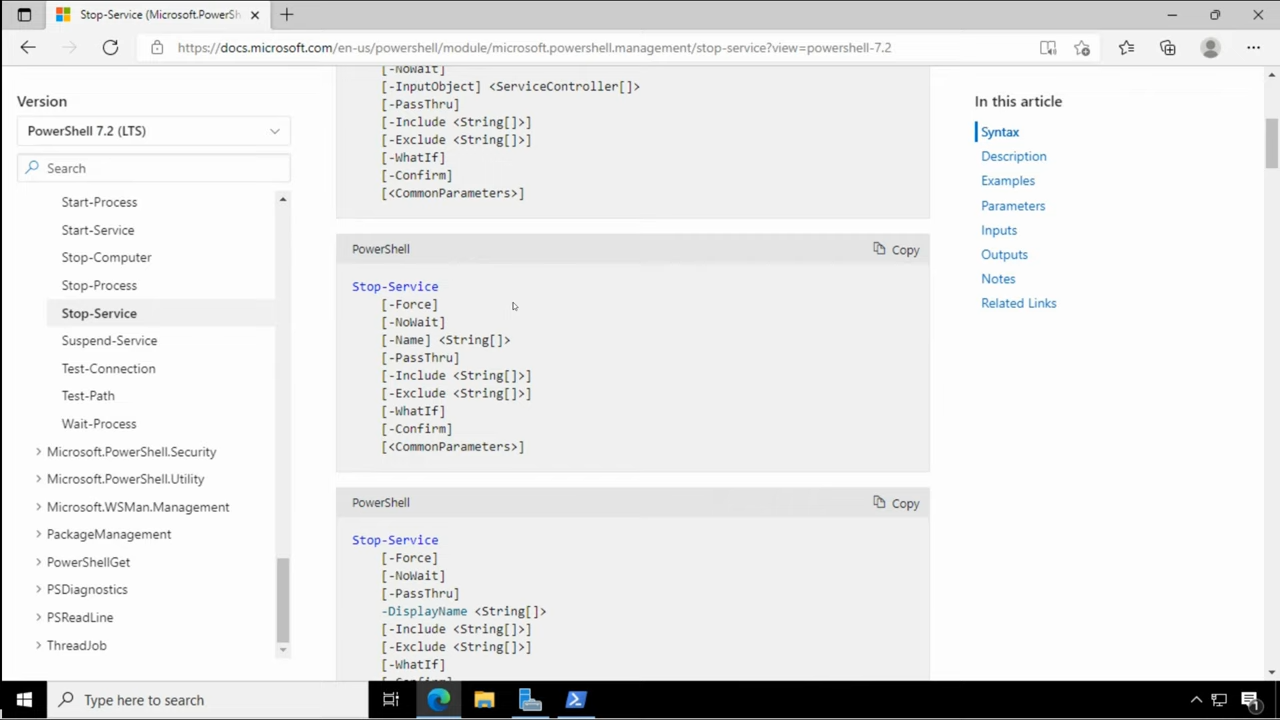 Stop-Service (Microsoft.PowerSh
https://docs.microsoft.com/en-us/powershell/module/microsoft.powershell.management/stop-service?view=powershell-7.2
Version
PowerShell 7.2 (LTS)
Search
Start-Process
Start-Service
Stop-Computer
Stop-Process
Stop-Service
Suspend-Service
Test-Connection
Test-Path
Wait-Process
Microsoft.PowerShell.Security
Microsoft.PowerShell.Utility
Microsoft.WSMan.Management
PackageManagement
PowerShellGet
PSDiagnostics
PSReadLine
ThreadJob
[-NoWait]
[-InputObject] <ServiceController[]>
[-PassThru]
[-Include <String[]>]
[-Exclude <String[]>]
[-WhatIf]
[-Confirm]
[<CommonParameters>]
PowerShell
Copy
Stop-Service
[-Force]
[-NoWait]
[-Name] <String[]>
[-PassThru]
[-Include <String[]>]
[-Exclude <String[]>]
[-WhatIf]
[-Confirm]
[<CommonParameters>]
PowerShell
Copy
Stop-Service
[-Force]
[-NoWait]
[-PassThru]
-DisplayName <String[]>
[-Include <String[]>]
[-Exclude <String[]>]
[-WhatIf]
[-Confirm]
In this article
Syntax
Description
Examples
Parameters
Inputs
Outputs
Notes
Related Links
Type here to search
1